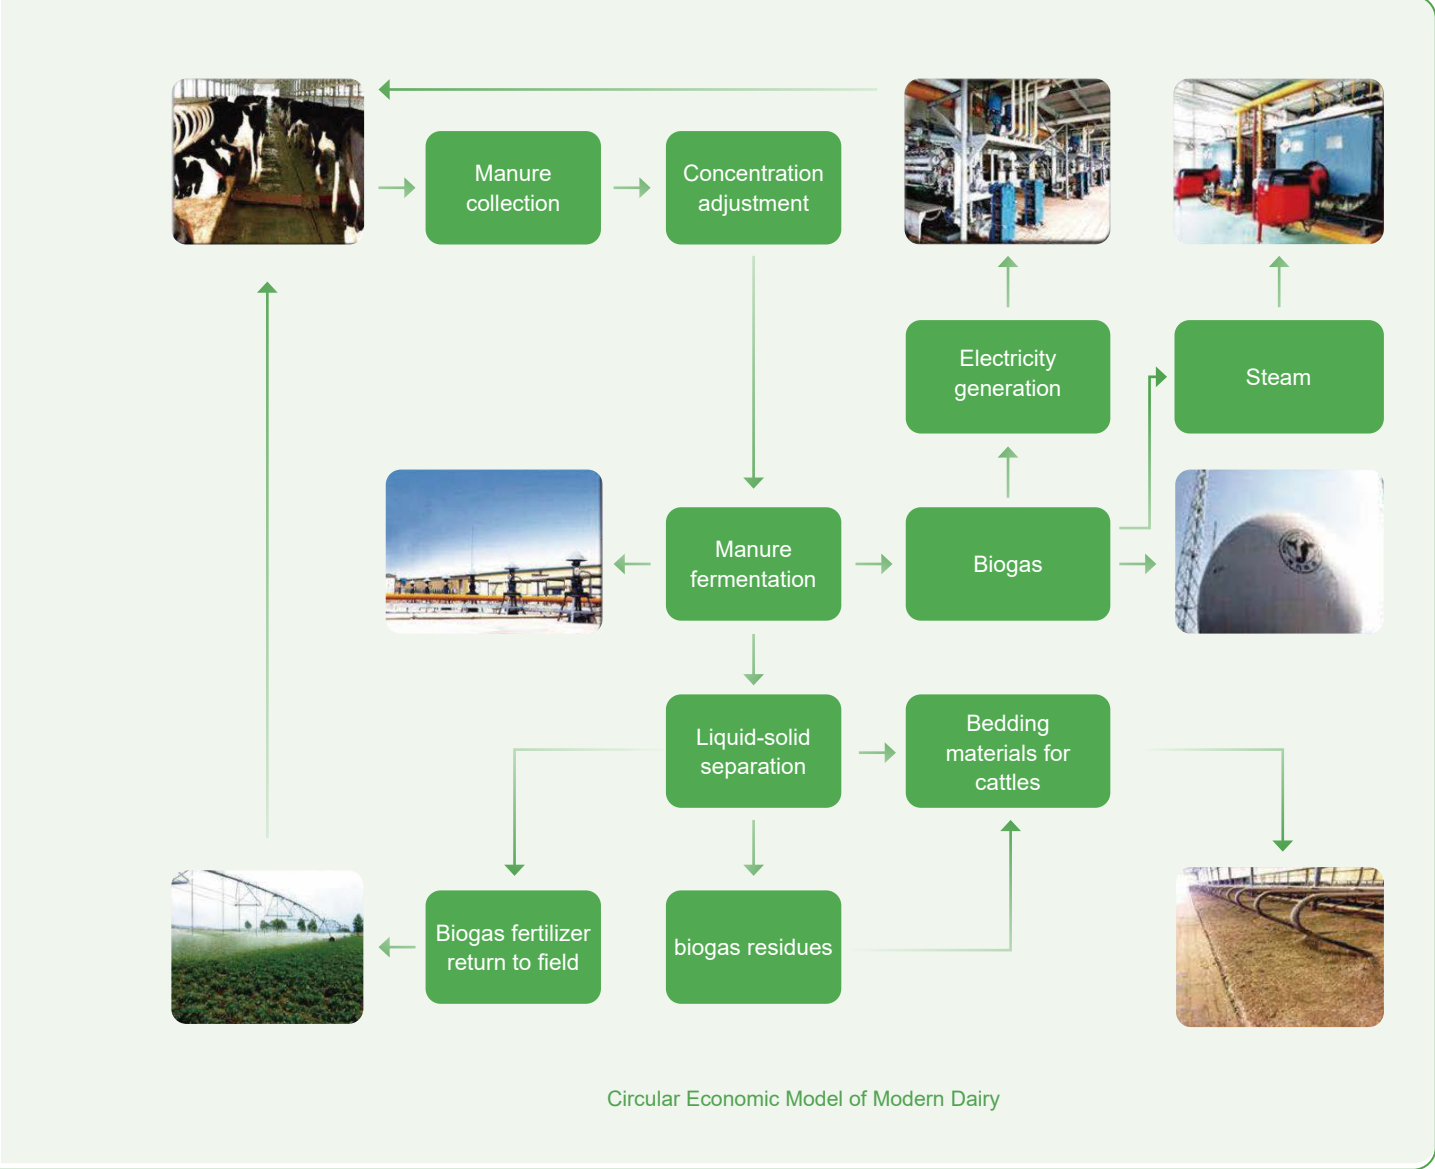 Manure
collection
Concentration
adjustment
Electricity
generation
Steam
Manure
fermentation
Biogas
Liquid-solid
separation
Bedding
materials for
cattles
Biogas fertilizer
return to field
biogas residues
Circular Economic Model of Modern Dairy